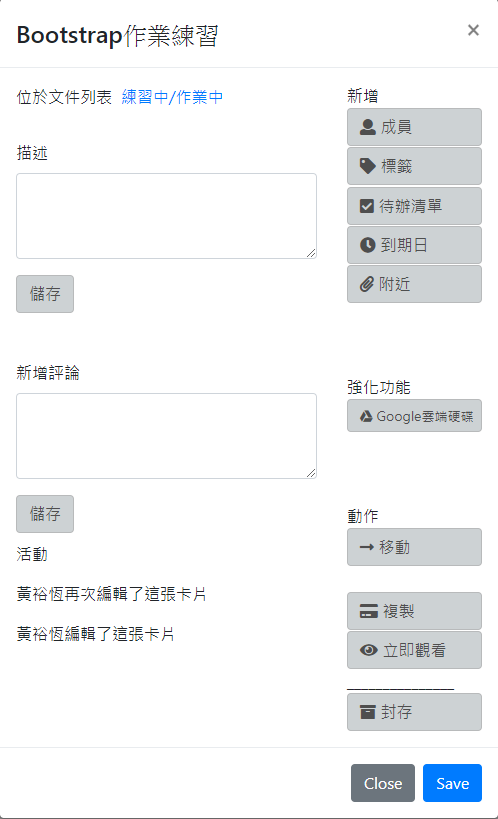 Bootstrap作業練習
×
位於文件列表 練習中/作業中
描述
儲存
新增評論
儲存
活動
黃裕恆再次編輯了這張卡片
黃裕恆編輯了這張卡片
新增
成員
標籤
待辦清單
到期日
附近
強化功能
Google雲端硬碟
動作
移動
複製
立即觀看
_______________
封存
Close
Save